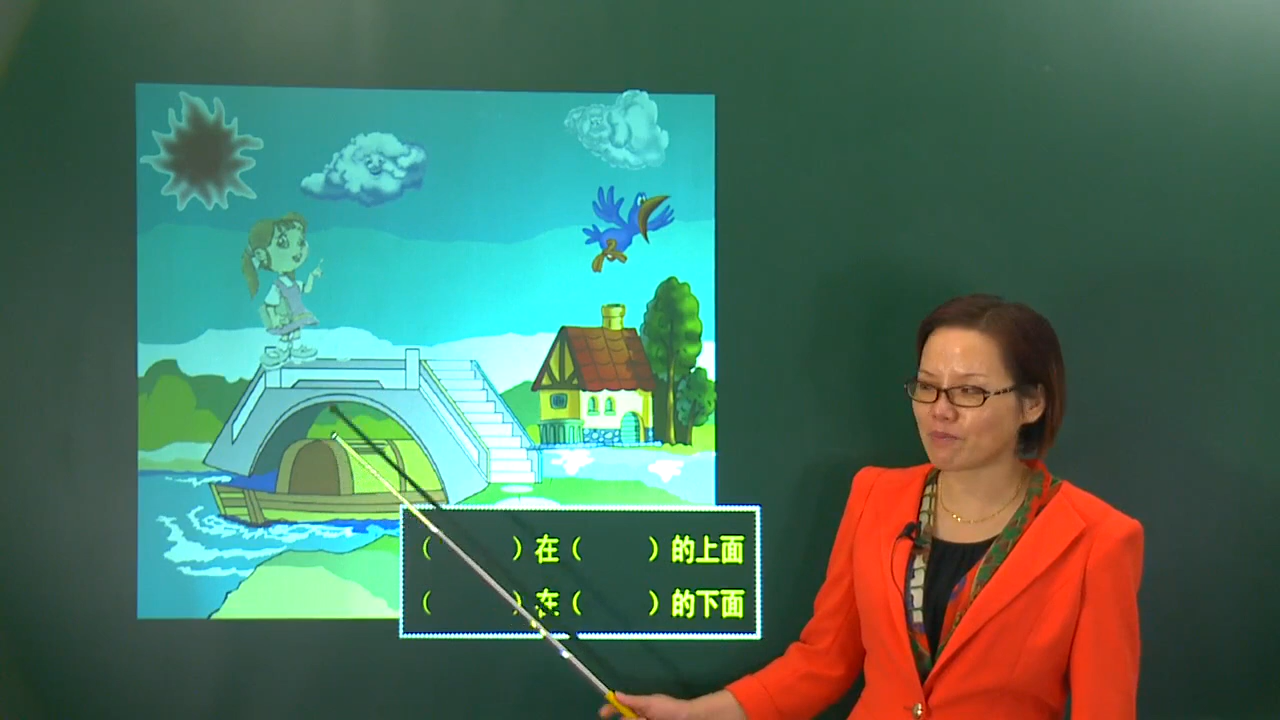 （ ）在（ ）的上面
（ ）在（ ）的下面